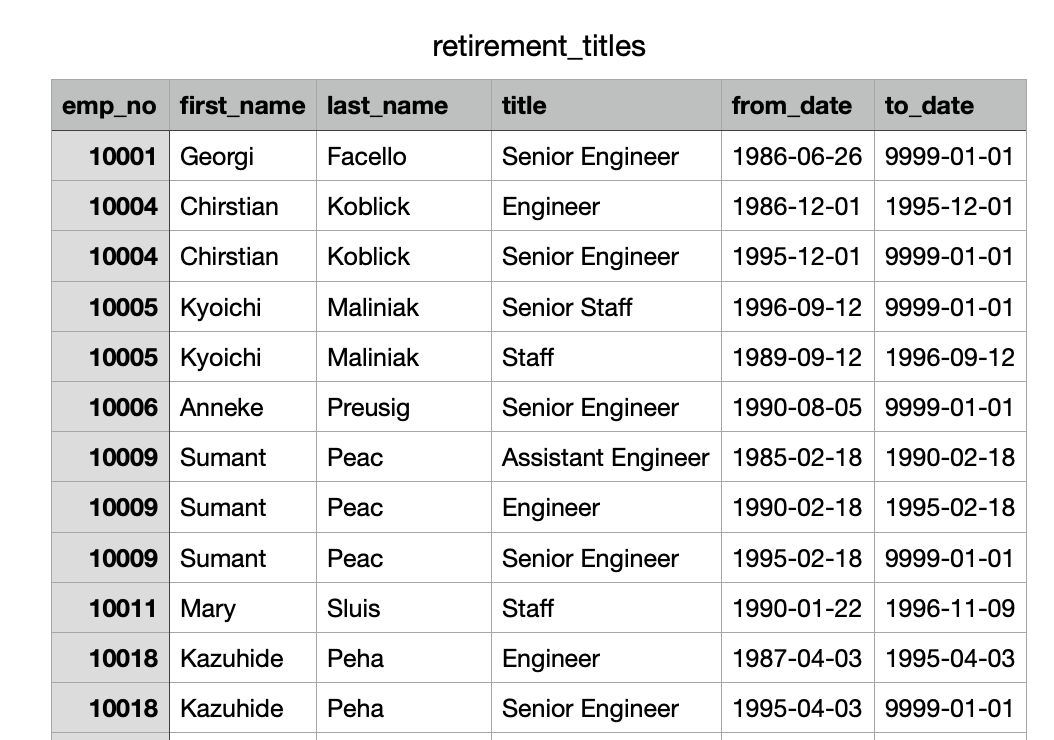 retirement_titles
emp_no first_name last_name title from_date to_date
10001 Georgi Facello Senior Engineer 1986-06-26 9999-01-01
10004 Chirstian Koblick Engineer 1986-12-01 1995-12-01
10004 Chirstian Koblick Senior Engineer 1995-12-01 9999-01-01
10005 Kyoichi Maliniak Senior Staff 1996-09-12 9999-01-01
10005 Kyoichi Maliniak Staff 1989-09-12 1996-09-12
10006 Anneke Preusig Senior Engineer 1990-08-05 9999-01-01
10009 Sumant Peac Assistant Engineer 1985-02-18 1990-02-18
10009 Sumant Peac Engineer 1990-02-18 1995-02-18
10009 Sumant Peac Senior Engineer 1995-02-18 9999-01-01
10011 Mary Sluis Staff 1990-01-22 1996-11-09
10018 Kazuhide Peha Engineer 1987-04-03 1995-04-03
10018 Kazuhide Peha Senior Engineer 1995-04-03 9999-01-01